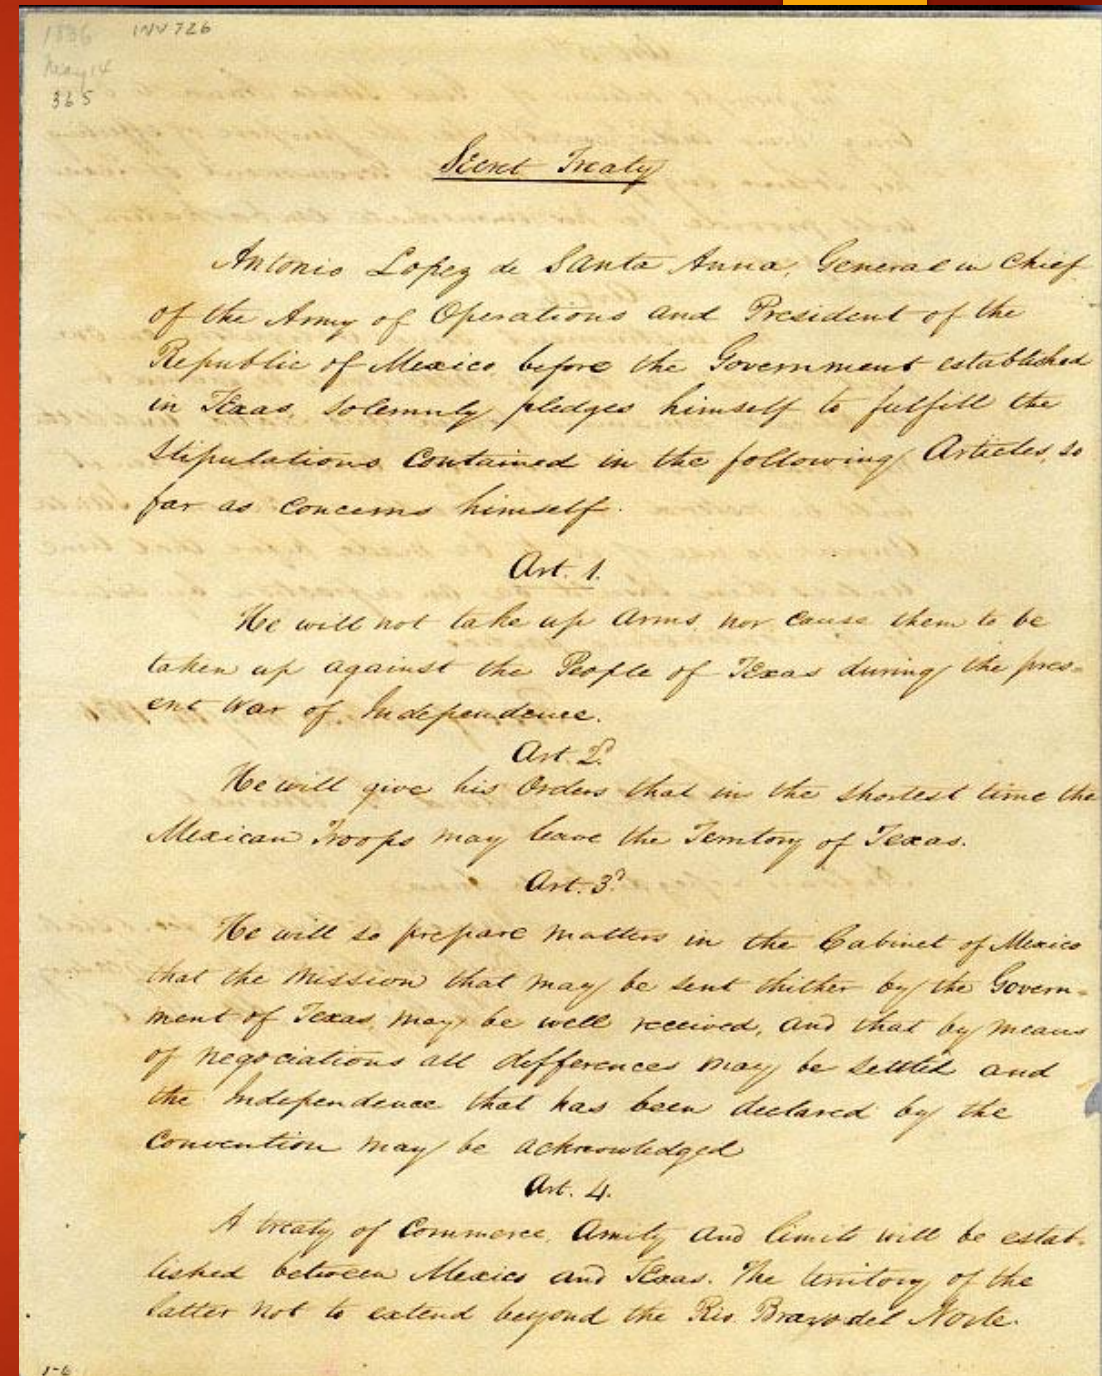 1836
INV 726
May 14
365
Secret Treaty
Antonio Lopez de Santa Anna, General in Chief
of the Army of Operations and President of the
Republic of Mexico, before the Government established
in Texas, solemnly pledges himself to fulfill the
Stipulations contained in the following Articles, so
far as concerns himself.
Art. 1.
He will not take up arms, nor cause them to be
taken up against the People of Texas during the pres-
ent War of Independence.
Art. 2d
He will give his Orders that in the shortest time the
Mexican Troops may leave the Territory of Texas.
Art. 3d
He will so prepare matters in the Cabinet of Mexico
that the Mission that may be sent thither by the Govern-
ment of Texas may be well received, and that by means
of negociations all differences may be settled and
the Independence that has been declared by the
Convention may be acknowledged
Art. 4.
A treaty of Commerce, Amity and limits will be estab-
lished between Mexico and Texas. The territory of the
latter not to extend beyond the Rio Bravo del Norte.
1-6